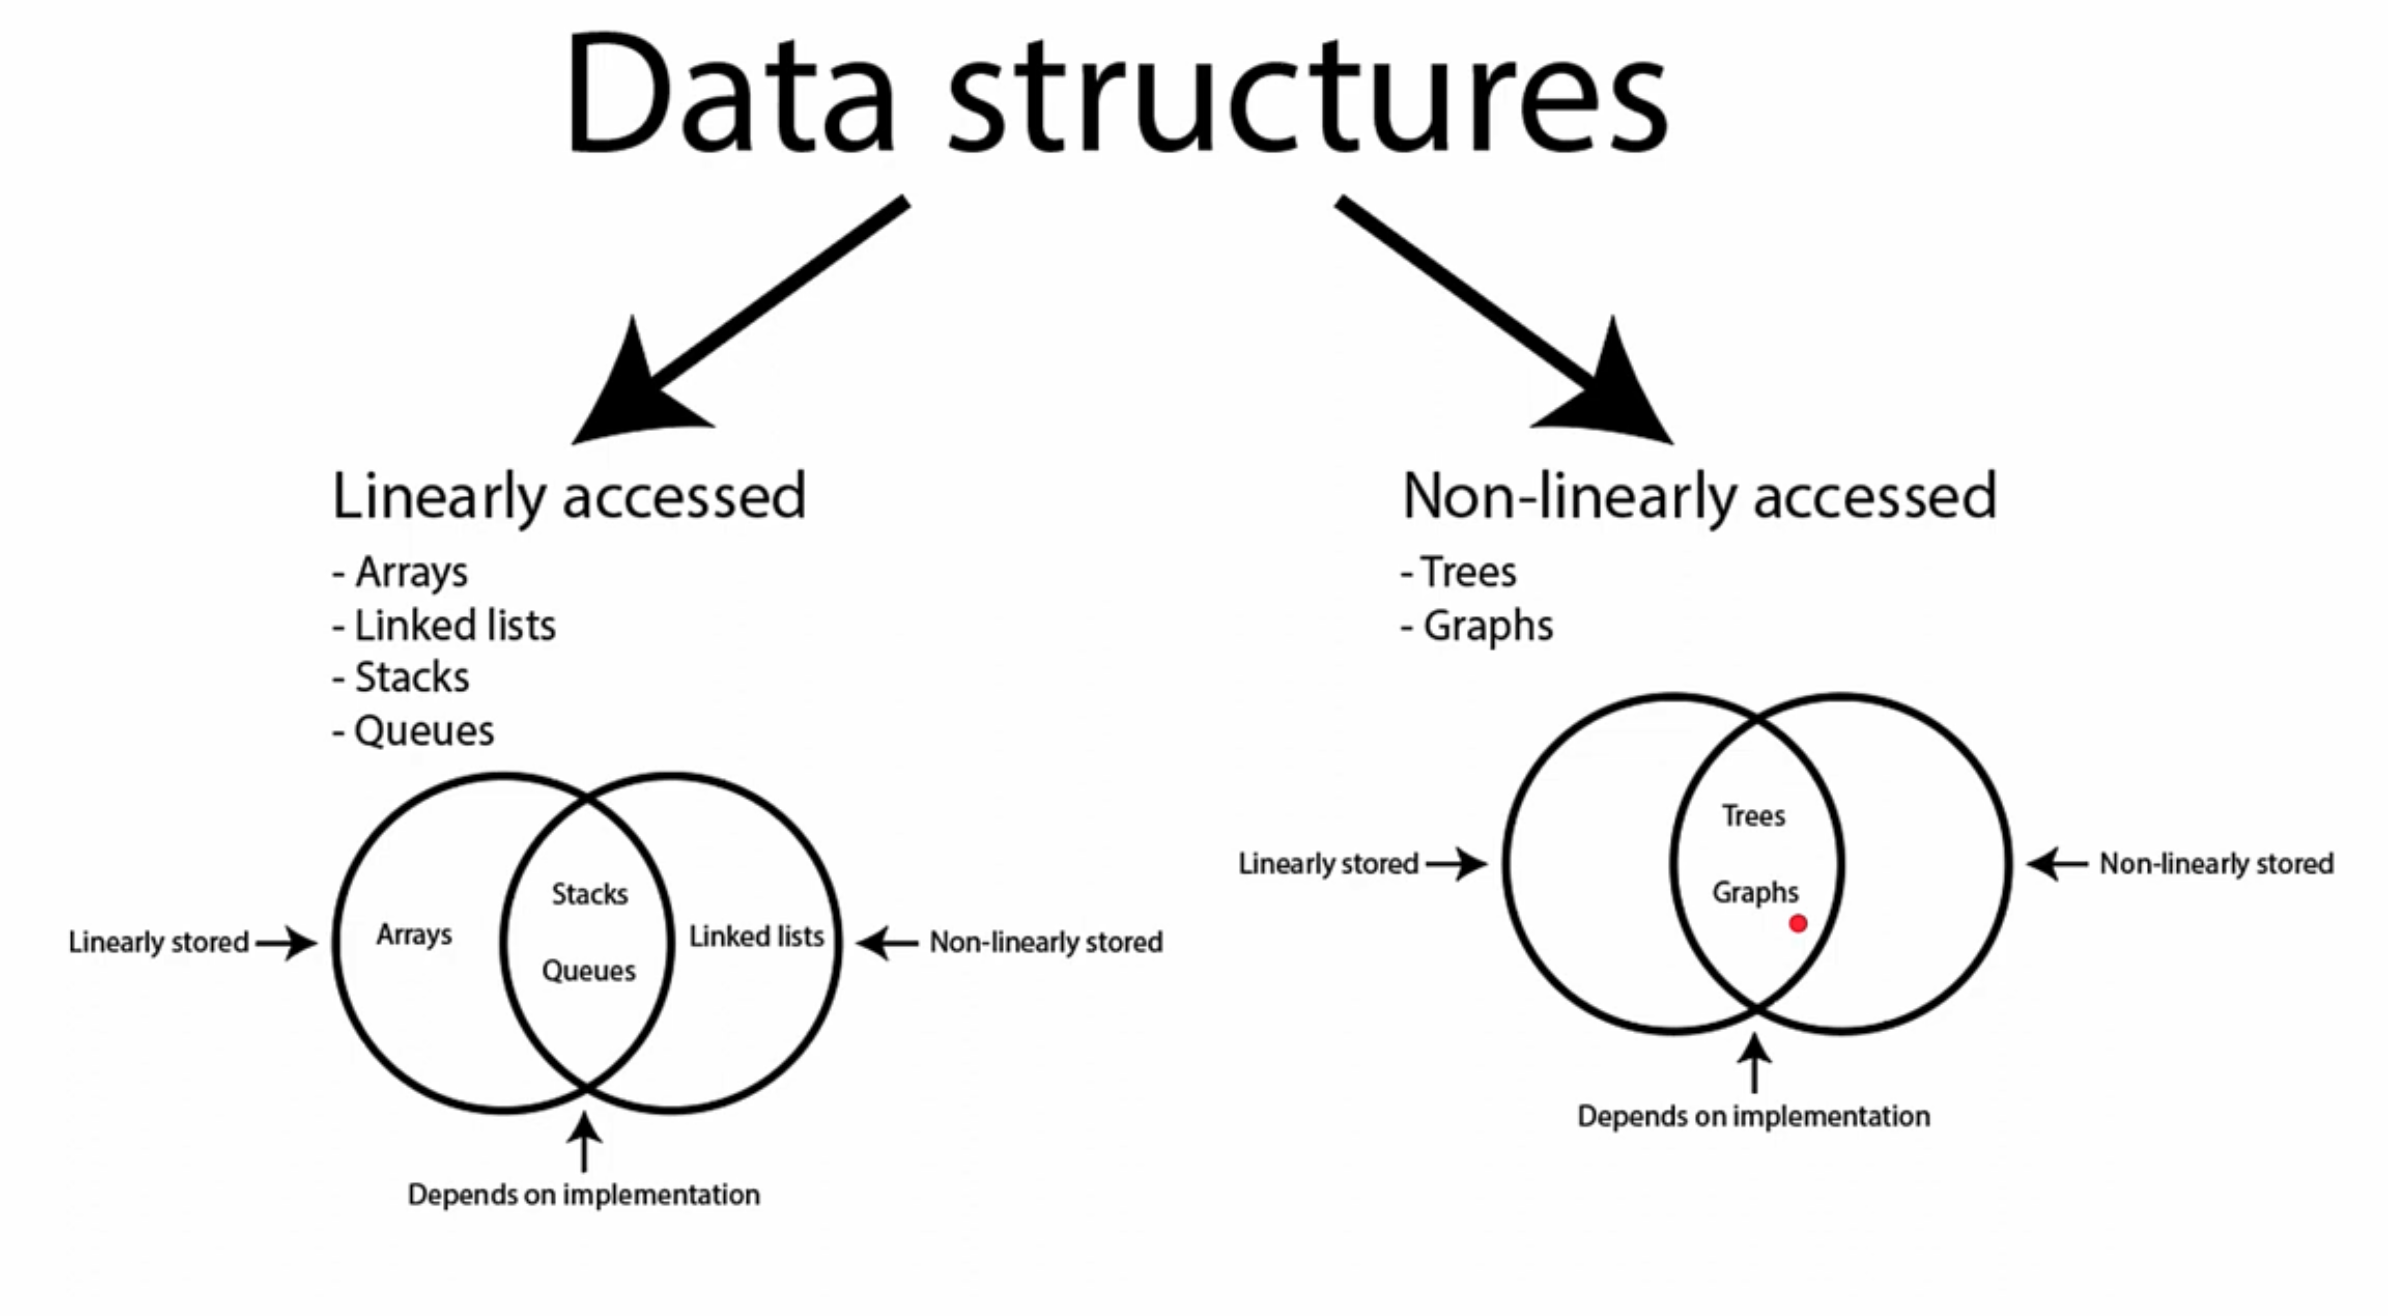 Data structures
Linearly accessed
- Arrays
- Linked lists
- Stacks
- Queues
Linearly stored
Arrays
Stacks
Queues
Linked lists
Non-linearly stored
Depends on implementation
Non-linearly accessed
- Trees
- Graphs
Linearly stored
Trees
Graphs
Non-linearly stored
Depends on implementation